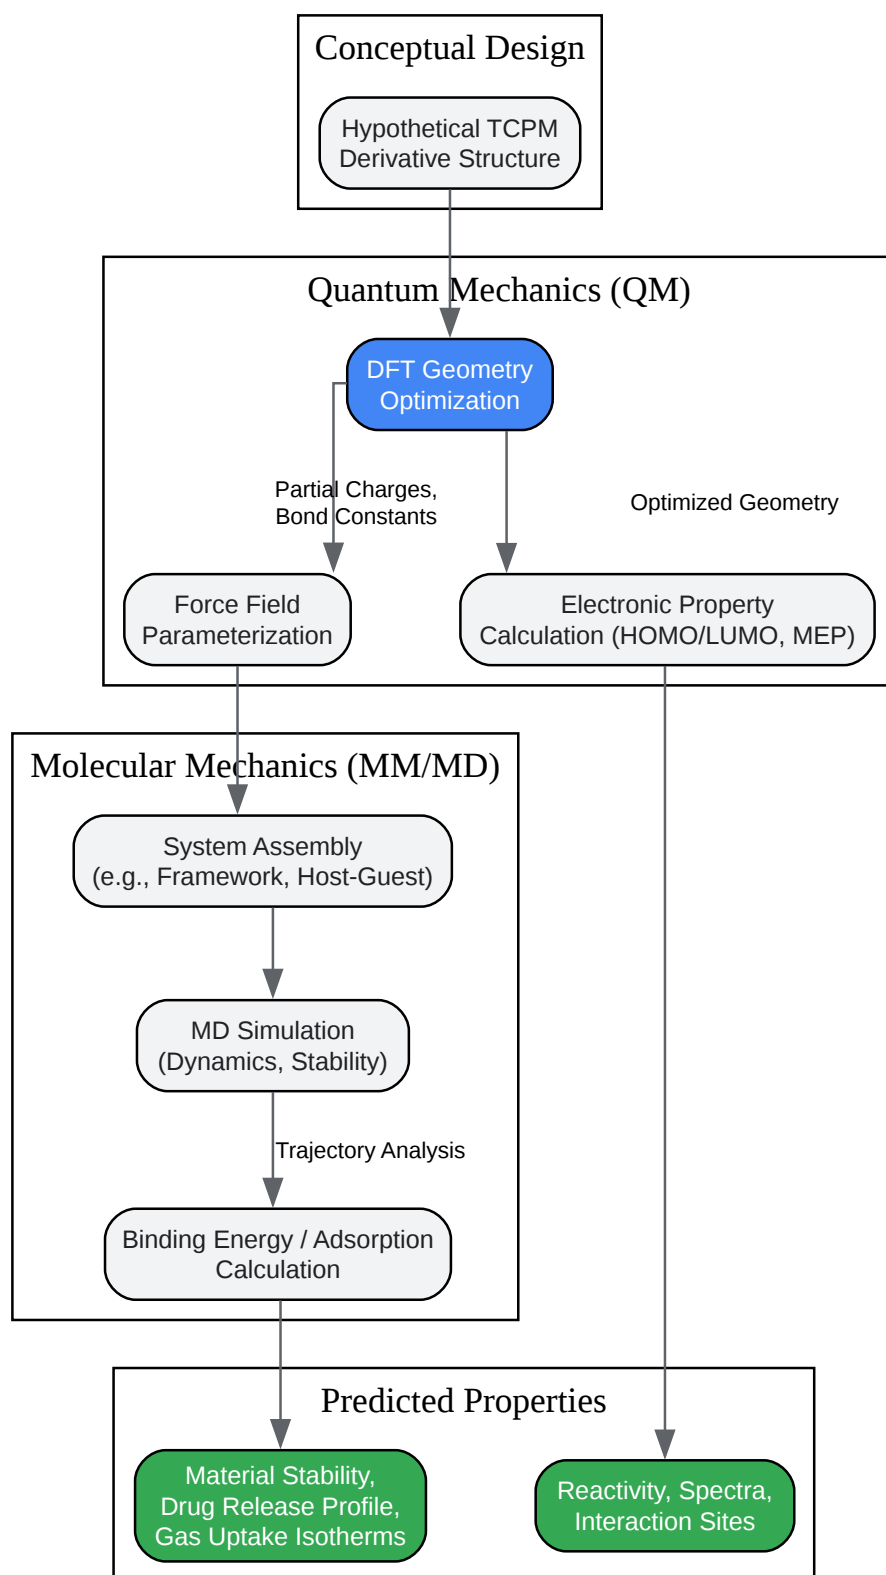 Conceptual Design
Hypothetical TCPM
Derivative Structure
Quantum Mechanics (QM)
DFT Geometry
Optimization
Partial Charges,
Bond Constants
Optimized Geometry
Force Field
Parameterization
Electronic Property
Calculation (HOMO/LUMO, MEP)
Molecular Mechanics (MM/MD)
System Assembly
(e.g., Framework, Host-Guest)
MD Simulation
(Dynamics, Stability)
Trajectory Analysis
Binding Energy / Adsorption
Calculation
Predicted Properties
Material Stability,
Drug Release Profile,
Gas Uptake Isotherms
Reactivity, Spectra,
Interaction Sites